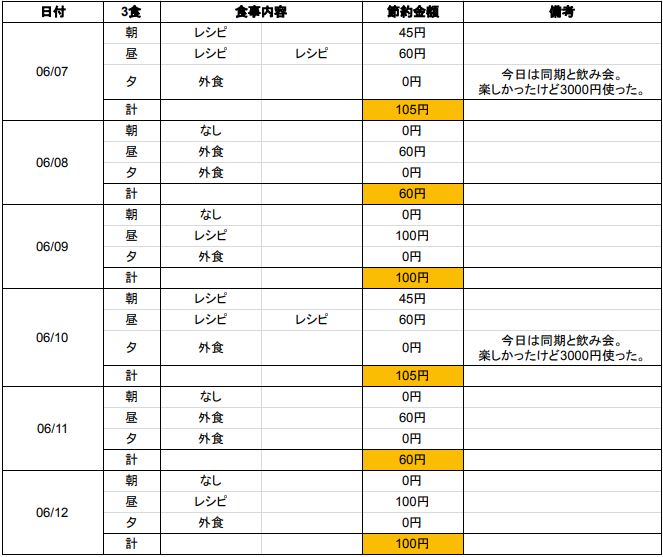 日付 3食 食事内容 節約金額 備考
06/07 朝 レシピ 45円
昼 レシピ レシピ 60円
夕 外食 0円 今日は同期と飲み会。
楽しかったけど3000円使った。
計 105円
06/08 朝 なし 0円
昼 外食 60円
夕 外食 0円
計 60円
06/09 朝 なし 0円
昼 レシピ 100円
夕 外食 0円
計 100円
06/10 朝 レシピ 45円
昼 レシピ レシピ 60円
夕 外食 0円 今日は同期と飲み会。
楽しかったけど3000円使った。
計 105円
06/11 朝 なし 0円
昼 外食 60円
夕 外食 0円
計 60円
06/12 朝 なし 0円
昼 レシピ 100円
夕 外食 0円
計 100円